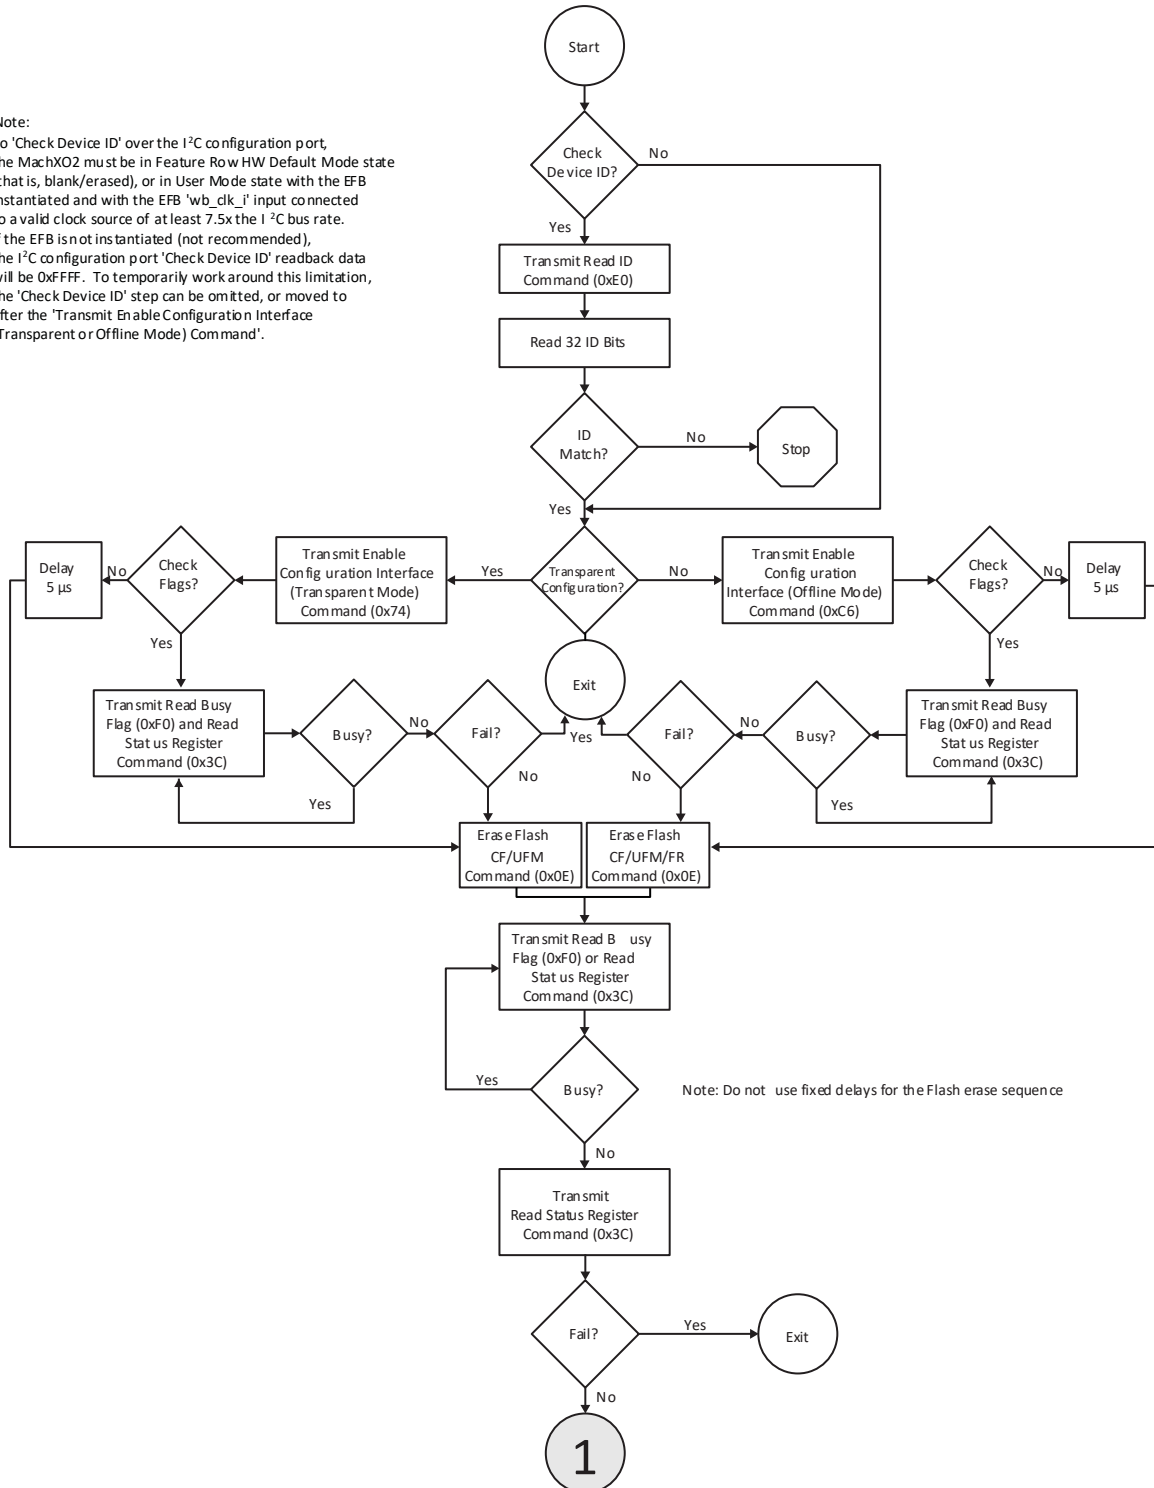 Start
Note:
o 'Check Device ID' over the I²C configuration port,
he MachXO2 must be in Feature Row HW Default Mode state
that is, blank/erased), or in User Mode state with the EFB
nstantiated and with the EFB 'wb_clk_i' input connected
o a valid clock source of at least 7.5x the I²C bus rate.
f the EFB is not instantiated (not recommended),
he I²C configuration port 'Check Device ID' readback data
will be 0xFFFF. To temporarily work around this limitation,
he 'Check Device ID' step can be omitted, or moved to
fter the 'Transmit Enable Configuration Interface
Transparent or Offline Mode) Command'.
Check
Device ID?
No
Yes
Transmit Read ID
Command (0xE0)
Read 32 ID Bits
ID
Match?
No
Stop
Yes
Delay
5 µs
No
Check
Flags?
Transmit Enable
Configuration Interface
(Transparent Mode)
Command (0x74)
Yes
Transparent
Configuration?
No
Transmit Enable
Configuration
Interface (Offline Mode)
Command (0xC6)
Check
Flags?
No
Delay
5 µs
Yes
Yes
Transmit Read Busy
Flag (0xF0) and Read
Status Register
Command (0x3C)
Busy?
No
Fail?
Yes
Exit
Fail?
No
Busy?
Transmit Read Busy
Flag (0xF0) and Read
Status Register
Command (0x3C)
Yes
No
No
Yes
Erase Flash
CF/UFM
Command (0x0E)
Erase Flash
CF/UFM/FR
Command (0x0E)
Transmit Read B usy
Flag (0xF0) or Read
Status Register
Command (0x3C)
Yes
Busy?
Note: Do not use fixed delays for the Flash erase sequence
No
Transmit
Read Status Register
Command (0x3C)
Fail?
Yes
Exit
No
1